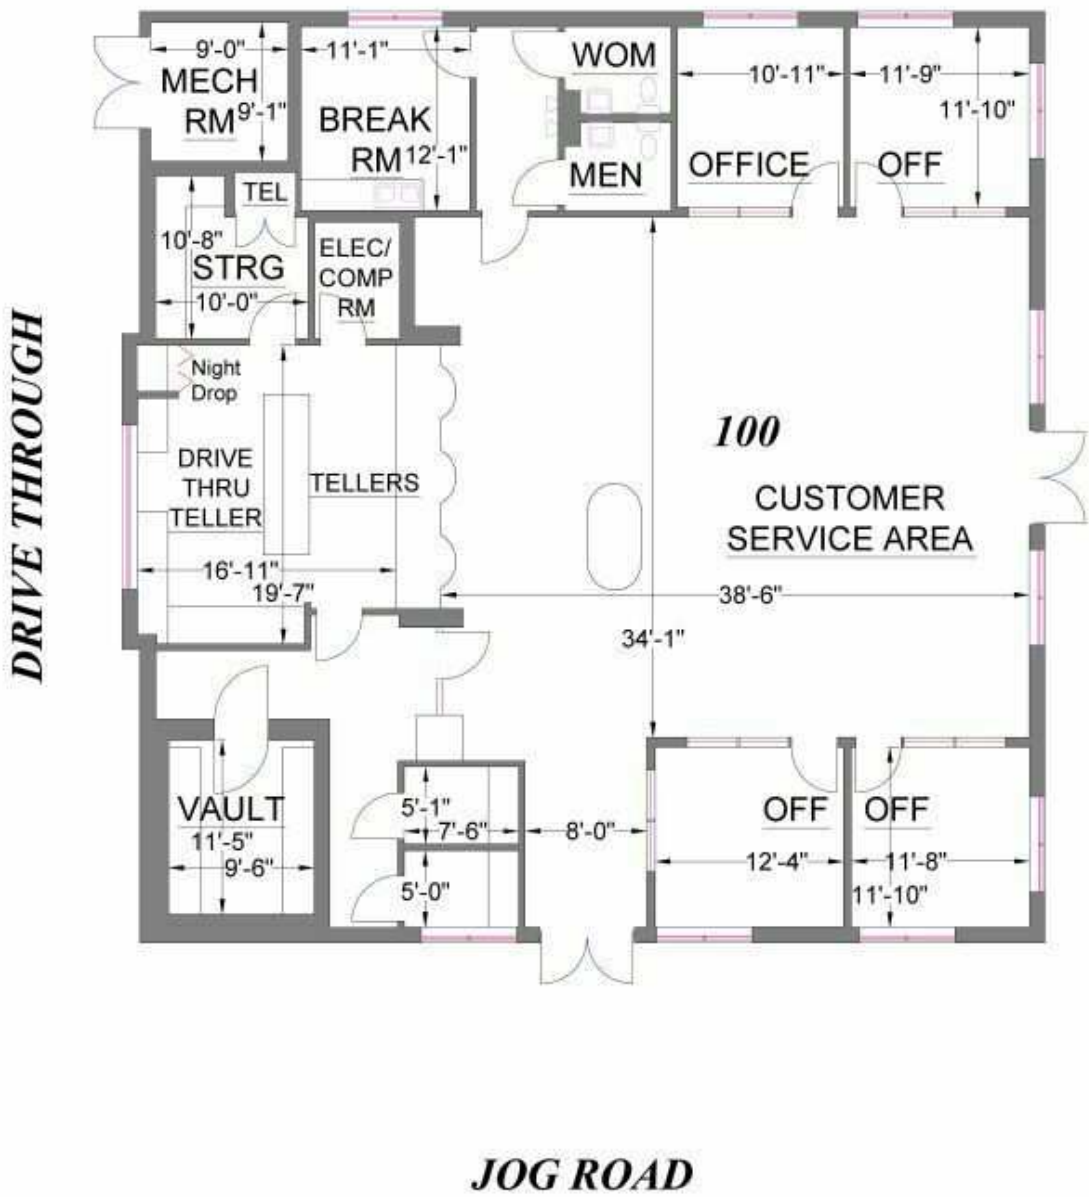 9'-0"
MECH
RM
9'-1"
11'-1"
BREAK
RM
12'-1"
WOM
MEN
10'-11"
OFFICE
11'-9"
11'-10"
OFF
TEL
10'-8"
STRG
10'-0"
ELEC/
COMP
RM
Night
Drop
DRIVE
THRU
TELLER
TELLERS
16'-11"
19'-7"
DRIVE THROUGH
100
CUSTOMER
SERVICE AREA
38'-6"
34'-1"
VAULT
11'-5"
9'-6"
5'-1"
7'-6"
5'-0"
8'-0"
OFF
12'-4"
OFF
11'-8"
11'-10"
JOG ROAD